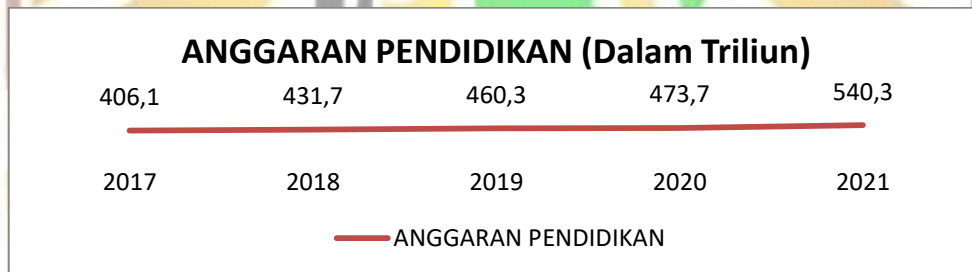 ANGGARAN PENDIDIKAN (Dalam Triliun)
406,1 431,7 460,3 473,7 540,3
2017 2018 2019 2020 2021
ANGGARAN PENDIDIKAN